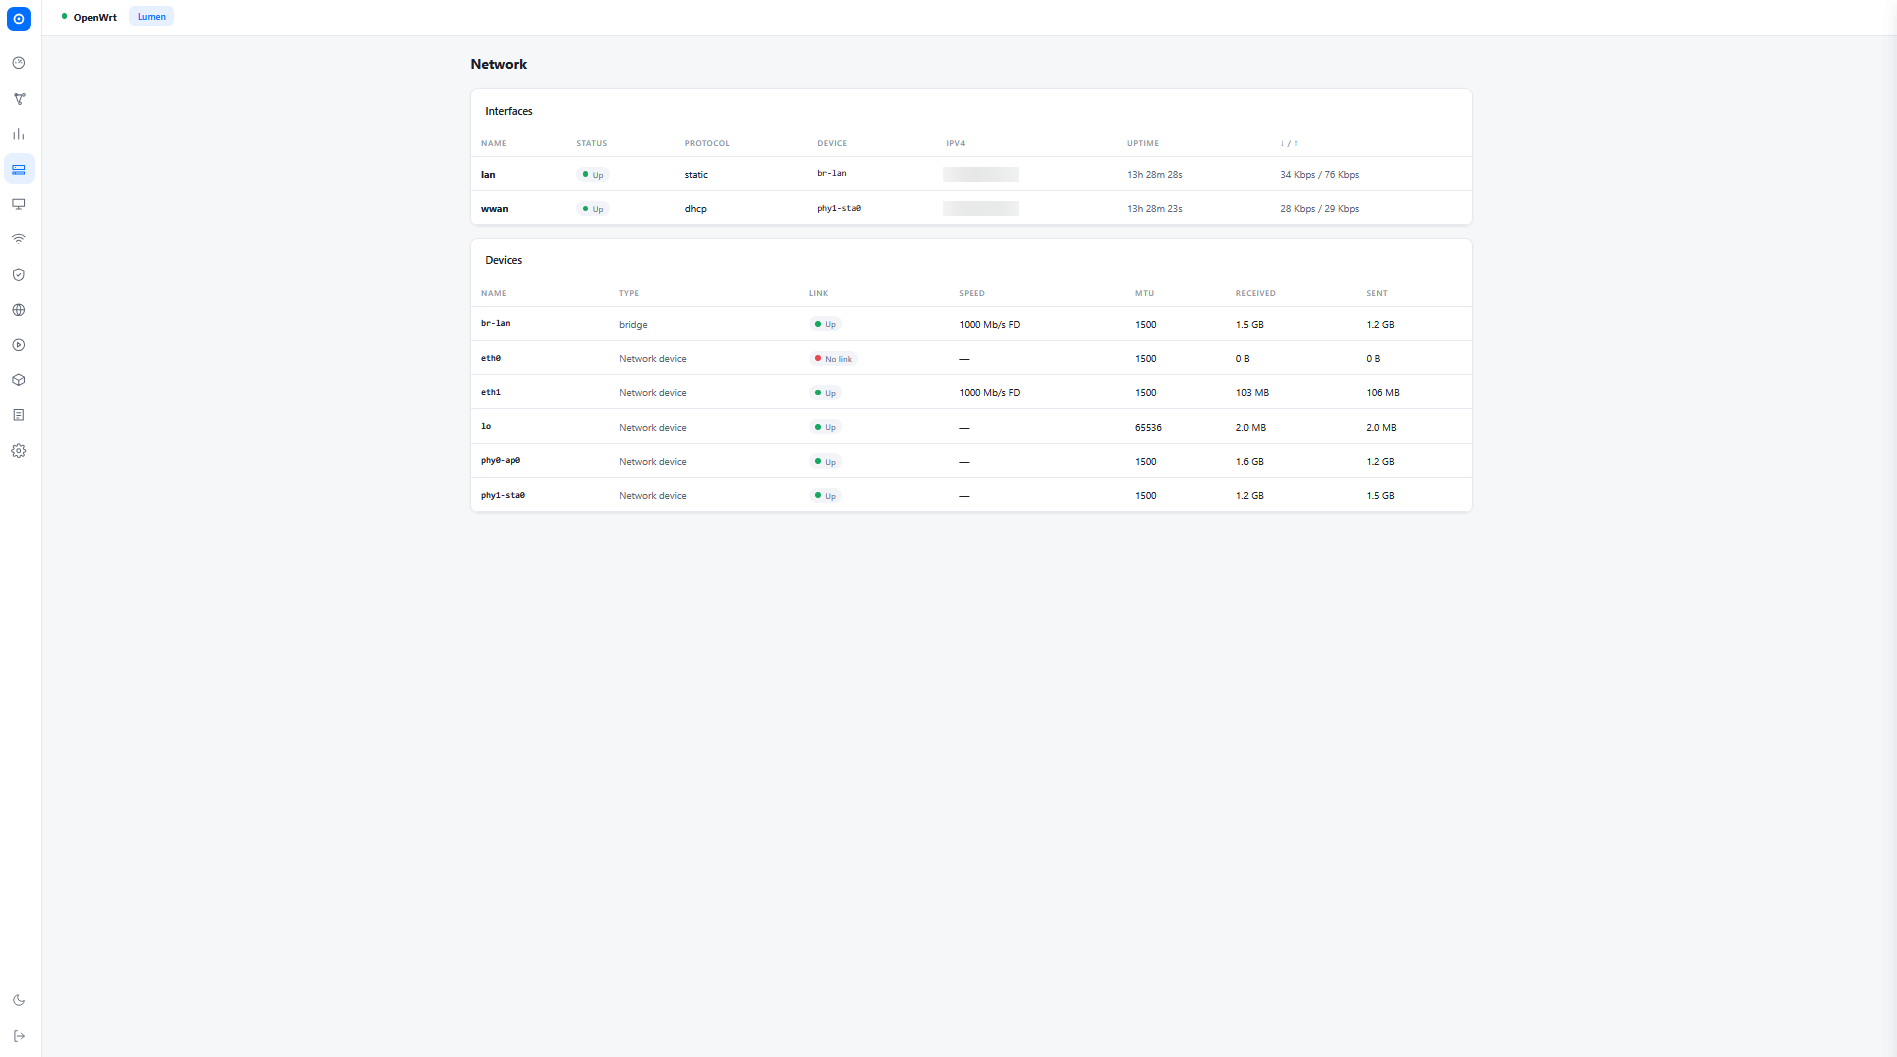 OpenWrt Lumen
Network
Interfaces
NAME STATUS PROTOCOL DEVICE IPV4 UPTIME ↓ / ↑
lan Up static br-lan 13h 28m 28s 34 Kbps / 76 Kbps
wwan Up dhcp phy1-sta0 13h 28m 23s 28 Kbps / 29 Kbps
Devices
NAME TYPE LINK SPEED MTU RECEIVED SENT
br-lan bridge Up 1000 Mb/s FD 1500 1.5 GB 1.2 GB
eth0 Network device No link — 1500 0 B 0 B
eth1 Network device Up 1000 Mb/s FD 1500 103 MB 106 MB
lo Network device Up — 65536 2.0 MB 2.0 MB
phy0-ap0 Network device Up — 1500 1.6 GB 1.2 GB
phy1-sta0 Network device Up — 1500 1.2 GB 1.5 GB